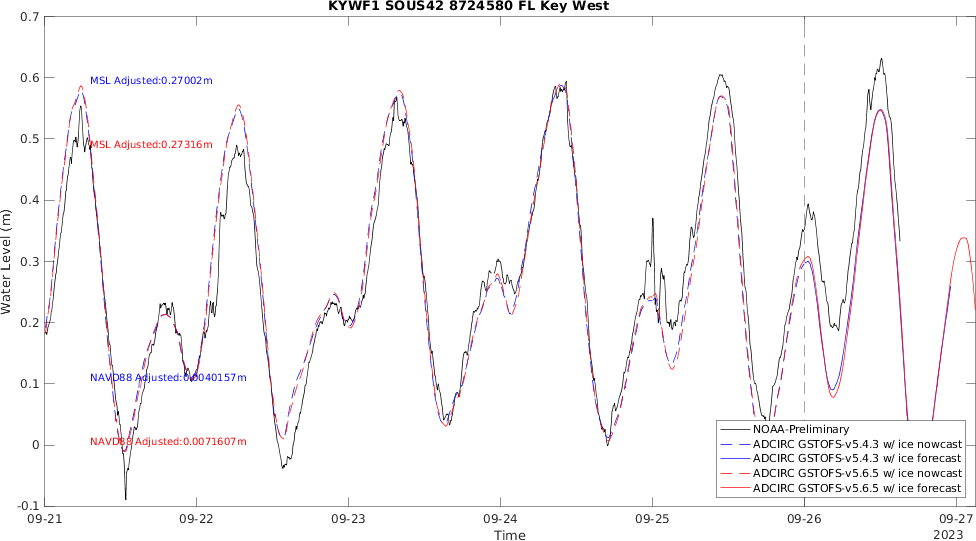 KYWF1 SOUS42 8724580 FL Key West
0.7
0.6
0.5
0.4
0.3
0.2
0.1
0
-0.1
Water Level (m)
MSL Adjusted:0.27002m
MSL Adjusted:0.27316m
NAVD88 Adjusted:0.0040157m
NAVD88 Adjusted:0.0071607m
NOAA-Preliminary
ADCIRC GSTOFS-v5.4.3 w/ ice nowcast
ADCIRC GSTOFS-v5.4.3 w/ ice forecast
ADCIRC GSTOFS-v5.6.5 w/ ice nowcast
ADCIRC GSTOFS-v5.6.5 w/ ice forecast
09-21 09-22 09-23 09-24 09-25 09-26 09-27
2023
Time